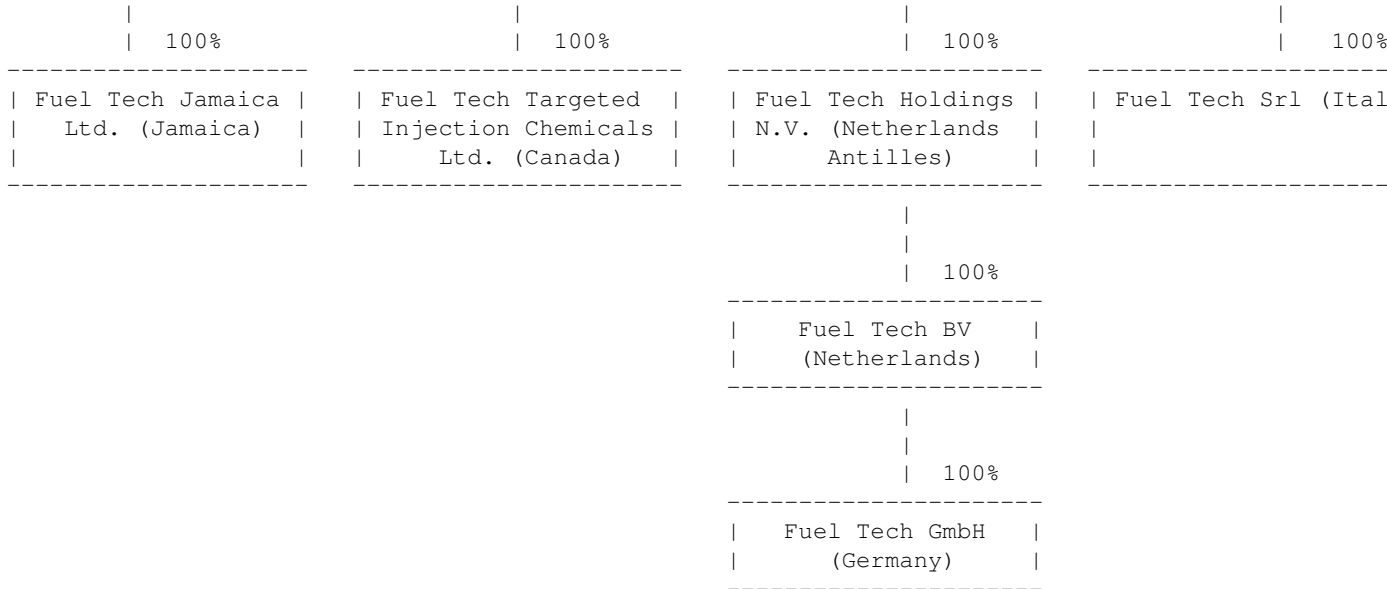 100% 100% 100% 100%
Fuel Tech Jamaica Fuel Tech Targeted Fuel Tech Holdings Fuel Tech Srl (Ital
Ltd. (Jamaica) Injection Chemicals N.V. (Netherlands
Ltd. (Canada) Antilles)
100%
Fuel Tech BV
(Netherlands)
100%
Fuel Tech GmbH
(Germany)